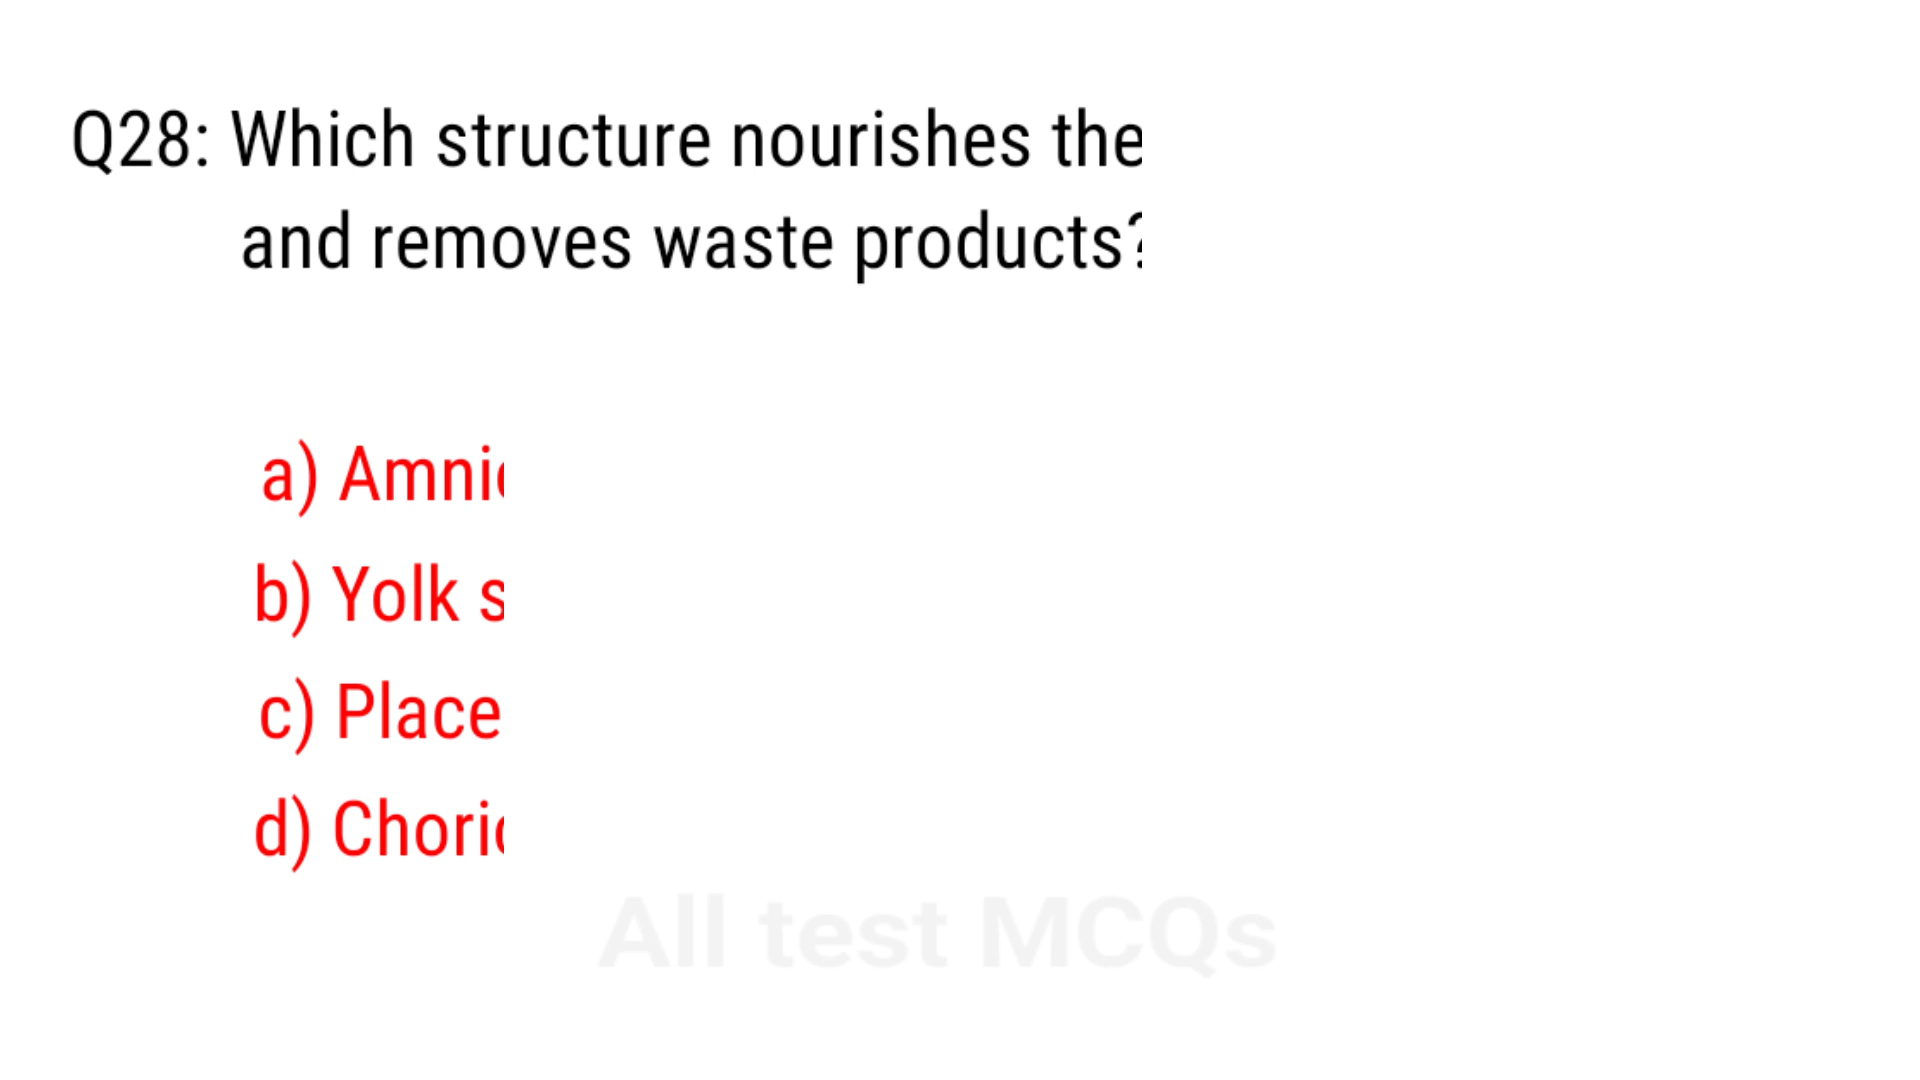 Q28: Which structure nourishes the
and removes waste products?
a) Amni
b) Yolk s
c) Place
d) Chori
All test MCQs